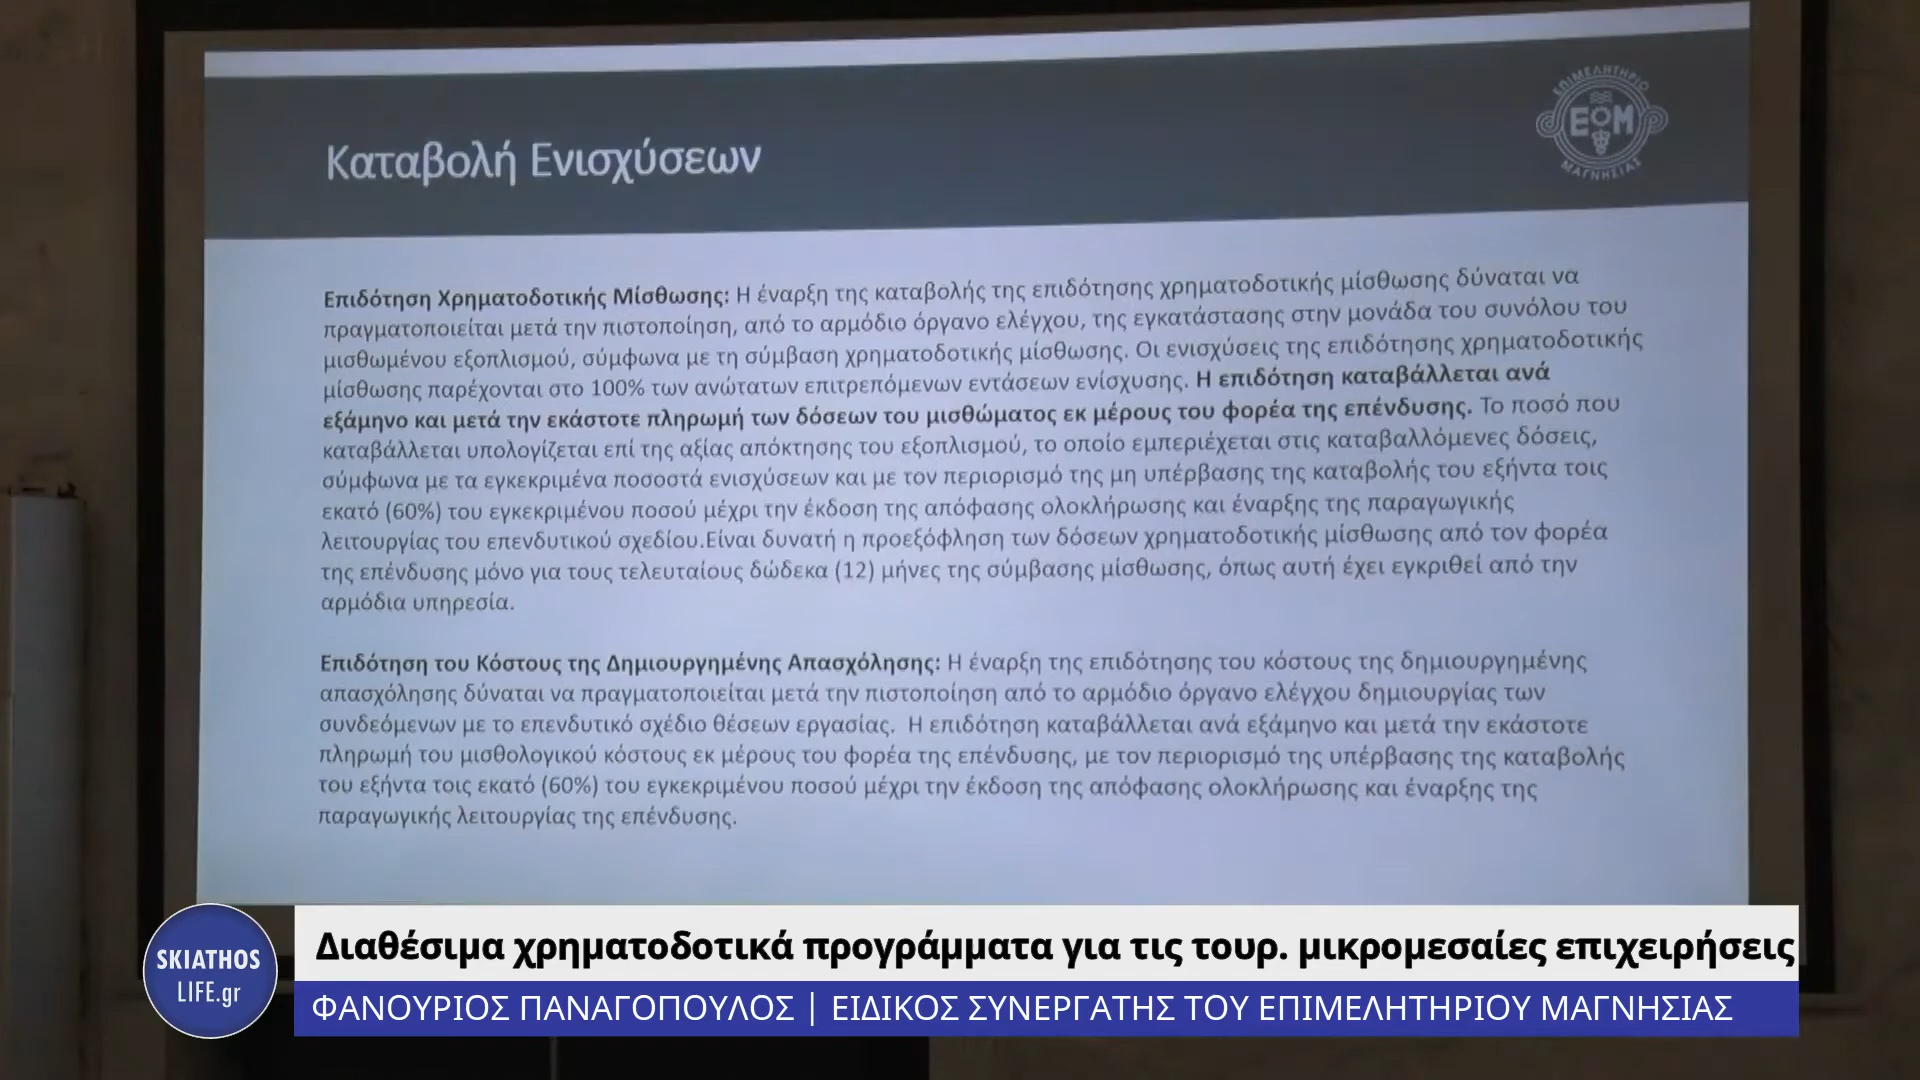 Καταβολή Ενισχύσεων
ΕΠΙΜΕΛΗΤΗΡΙΟ
ΕΟΜ
ΜΑΓΝΗΣΙΑΣ
Επιδότηση Χρηματοδοτικής Μίσθωσης: Η έναρξη της καταβολής της επιδότησης χρηματοδοτικής μίσθωσης δύναται να
πραγματοποιείται μετά την πιστοποίηση, από το αρμόδιο όργανο ελέγχου, της εγκατάστασης στην μονάδα του συνόλου του
μισθωμένου εξοπλισμού, σύμφωνα με τη σύμβαση χρηματοδοτικής μίσθωσης. Οι ενισχύσεις της επιδότησης χρηματοδοτικής
μίσθωσης παρέχονται στο 100% των ανώτατων επιτρεπόμενων εντάσεων ενίσχυσης. Η επιδότηση καταβάλλεται ανά
εξάμηνο και μετά την εκάστοτε πληρωμή των δόσεων του μισθώματος εκ μέρους του φορέα της επένδυσης. Το ποσό που
καταβάλλεται υπολογίζεται επί της αξίας απόκτησης του εξοπλισμού, το οποίο εμπεριέχεται στις καταβαλλόμενες δόσεις,
σύμφωνα με τα εγκεκριμένα ποσοστά ενισχύσεων και με τον περιορισμό της μη υπέρβασης της καταβολής του εξήντα τοις
εκατό (60%) του εγκεκριμένου ποσού μέχρι την έκδοση της απόφασης ολοκλήρωσης και έναρξης της παραγωγικής
λειτουργίας του επενδυτικού σχεδίου.Είναι δυνατή η προεξόφληση των δόσεων χρηματοδοτικής μίσθωσης από τον φορέα
της επένδυσης μόνο για τους τελευταίους δώδεκα (12) μήνες της σύμβασης μίσθωσης, όπως αυτή έχει εγκριθεί από την
αρμόδια υπηρεσία.
Επιδότηση του Κόστους της Δημιουργημένης Απασχόλησης: Η έναρξη της επιδότησης του κόστους της δημιουργημένης
απασχόλησης δύναται να πραγματοποιείται μετά την πιστοποίηση από το αρμόδιο όργανο ελέγχου δημιουργίας των
συνδεόμενων με το επενδυτικό σχέδιο θέσεων εργασίας. Η επιδότηση καταβάλλεται ανά εξάμηνο και μετά την εκάστοτε
πληρωμή του μισθολογικού κόστους εκ μέρους του φορέα της επένδυσης, με τον περιορισμό της υπέρβασης της καταβολής
του εξήντα τοις εκατό (60%) του εγκεκριμένου ποσού μέχρι την έκδοση της απόφασης ολοκλήρωσης και έναρξης της
παραγωγικής λειτουργίας της επένδυσης.
SKIATHOS
LIFE.gr
Διαθέσιμα χρηματοδοτικά προγράμματα για τις τουρ. μικρομεσαίες επιχειρήσεις
ΦΑΝΟΥΡΙΟΣ ΠΑΝΑΓΟΠΟΥΛΟΣ | ΕΙΔΙΚΟΣ ΣΥΝΕΡΓΑΤΗΣ ΤΟΥ ΕΠΙΜΕΛΗΤΗΡΙΟΥ ΜΑΓΝΗΣΙΑΣ